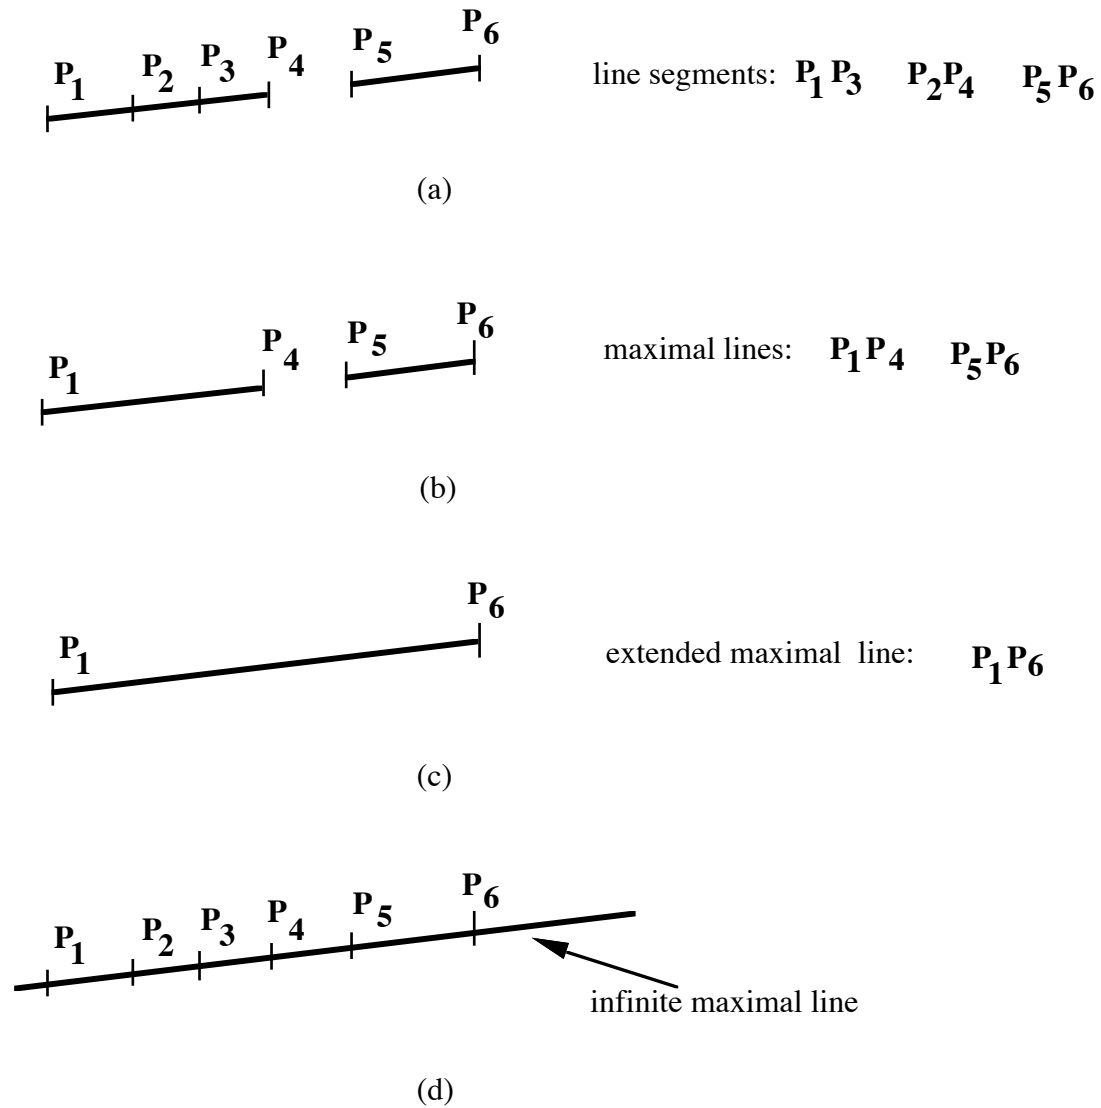 P1 P2 P3 P4 P5 P6
line segments: P1P3 P2P4 P5P6
(a)
P1 P4 P5 P6
maximal lines: P1P4 P5P6
(b)
P1 P6
extended maximal line: P1P6
(c)
P1 P2 P3 P4 P5 P6
infinite maximal line
(d)